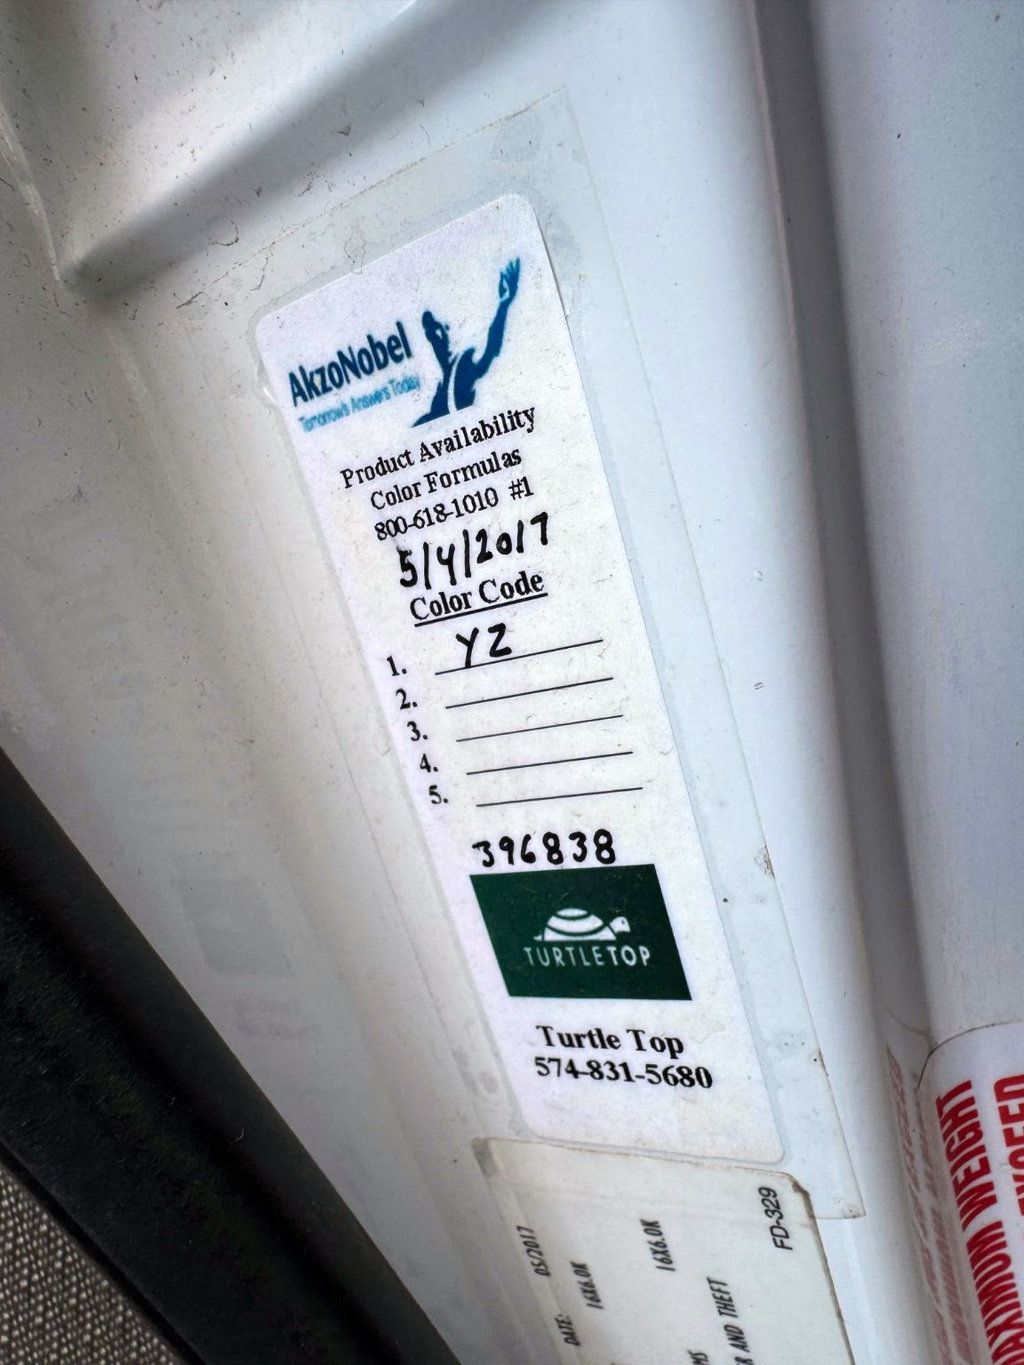 AkzoNobel
Tomorrow's Answers Today
Product Availability
Color Formulas
800-618-1010 #1
5/4/2017
Color Code
1. YZ
2.
3.
4.
5.
396838
TURTLETOP
Turtle Top
574-831-5680
DATE: 05/2017
16X6.0K
16X6.0K
AND THEFT
FD-329
MAXIMUM WEIGHT
EXCEED